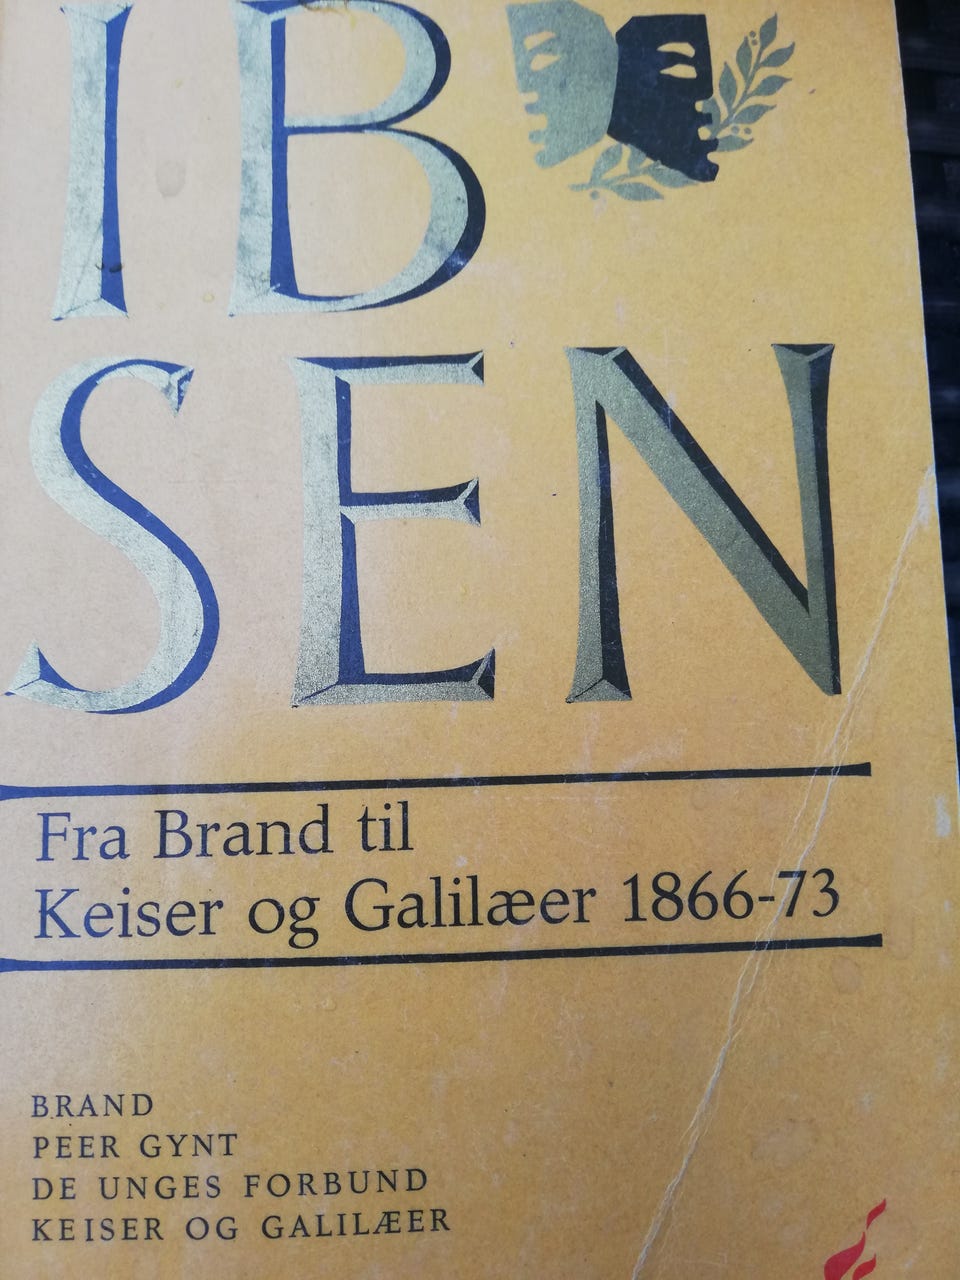 IB
SEN
Fra Brand til
Keiser og Galilæer 1866-73
BRAND
PEER GYNT
DE UNGES FORBUND
KEISER OG GALILÆER